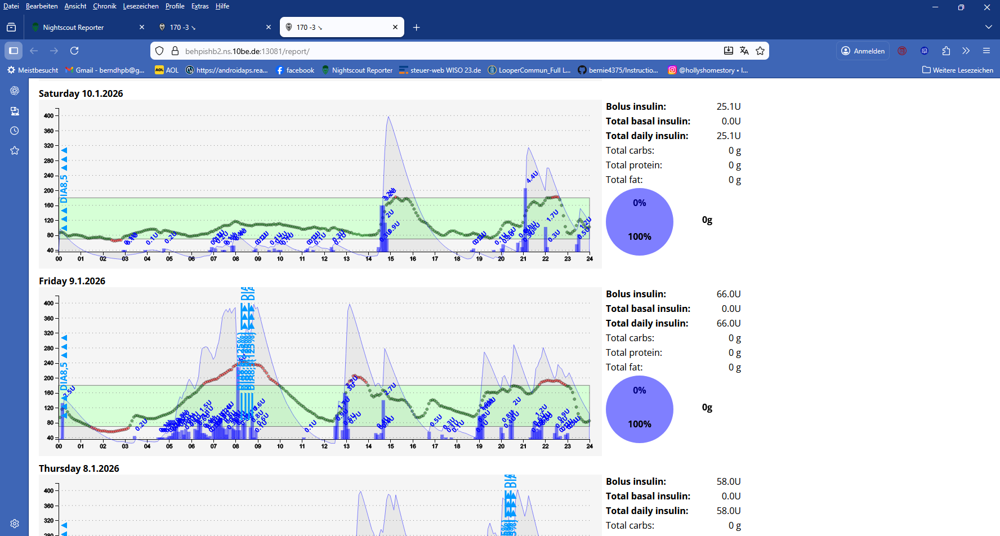 Datei Bearbeiten Ansicht Chronik Lesezeichen Profile Extras Hilfe
Nightscout Reporter
170 -3 ↘
170 -3 ↘
behpishb2.ns.10be.de:13081/report/
Anmelden
Meistbesucht
Gmail - berndhpb@g...
AOL AOL
https://androidaps.rea...
facebook
Nightscout Reporter
steuer-web WISO 23.de
LooperCommun_Full L...
bernie4375/Instructio...
@hollyshomestory • I...
Weitere Lesezeichen
Saturday 10.1.2026
400
360
320
280
240
200
160
120
80
40
00 01 02 03 04 05 06 07 08 09 10 11 12 13 14 15 16 17 18 19 20 21 22 23 24
DIA8,5
0.1U
0.2U
2U
0.9U
4.4U
1.7U
0.3U
1.2U
0.5U
Bolus insulin: 25.1U
Total basal insulin: 0.0U
Total daily insulin: 25.1U
Total carbs: 0 g
Total protein: 0 g
Total fat: 0 g
0%
100%
0g
Friday 9.1.2026
400
360
320
280
240
200
160
120
80
40
00 01 02 03 04 05 06 07 08 09 10 11 12 13 14 15 16 17 18 19 20 21 22 23 24
DIA8,5
2.5U
0.2U
1.5U
1.6U
0.8U
0.1U
0.7U
2.7U
0.5U
0.1U
2U
1.2U
0.9U
Bolus insulin: 66.0U
Total basal insulin: 0.0U
Total daily insulin: 66.0U
Total carbs: 0 g
Total protein: 0 g
Total fat: 0 g
0%
100%
0g
Thursday 8.1.2026
400
360
320
280
Bolus insulin: 58.0U
Total basal insulin: 0.0U
Total daily insulin: 58.0U
Total carbs: 0 g